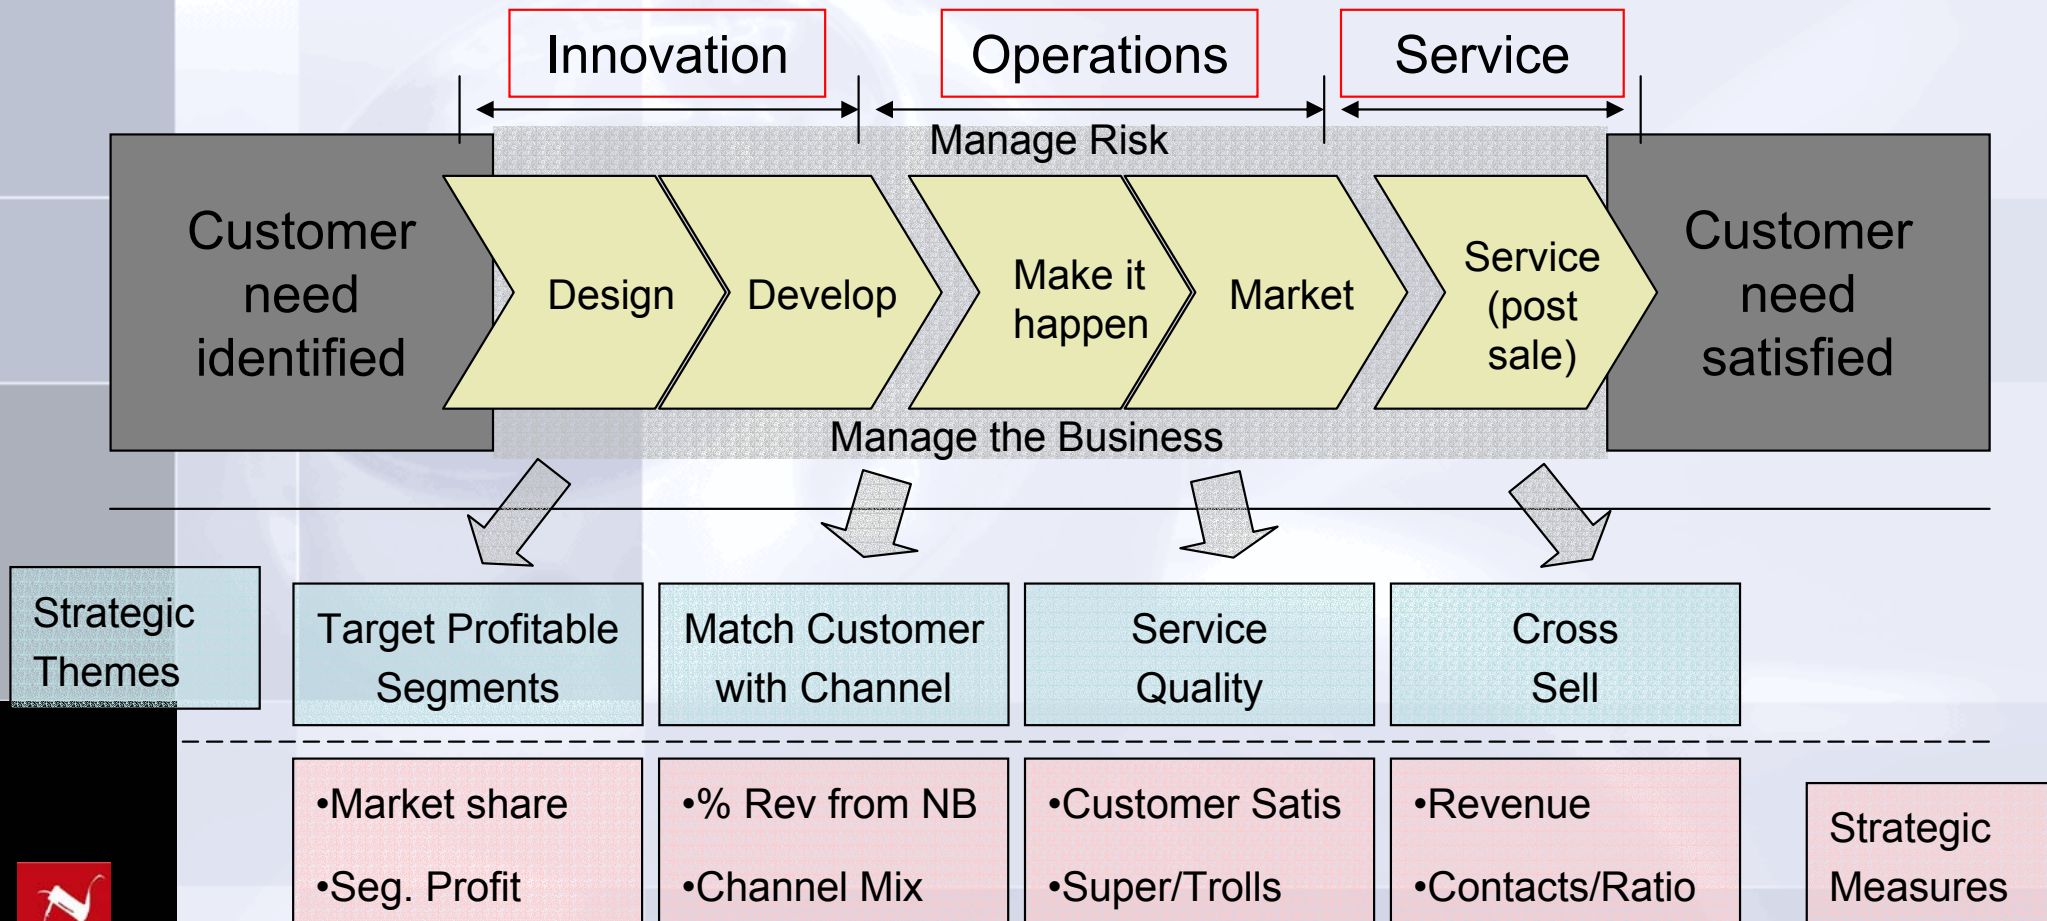 Innovation
Operations
Service
Manage Risk
Customer
need
identified
Design
Develop
Make it
happen
Market
Service
(post
sale)
Customer
need
satisfied
Manage the Business
Strategic
Themes
Target Profitable
Segments
Match Customer
with Channel
Service
Quality
Cross
Sell
•Market share
•Seg. Profit
•% Rev from NB
•Channel Mix
•Customer Satis
•Super/Trolls
•Revenue
•Contacts/Ratio
Strategic
Measures